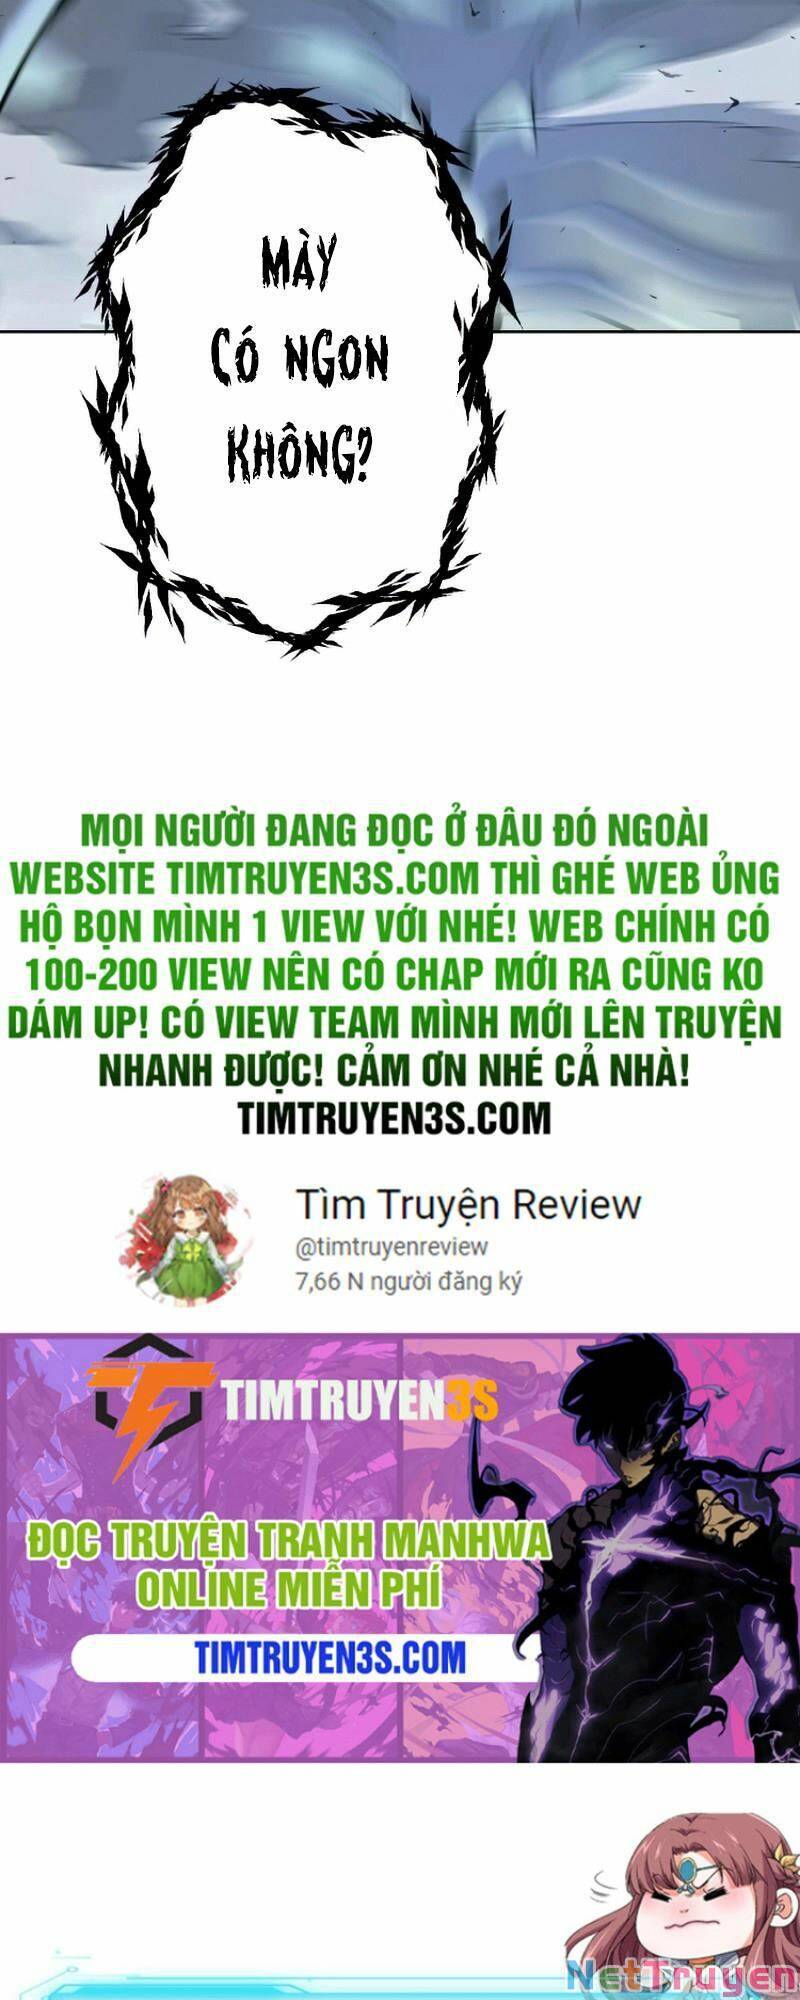 MÀY
CÓ NGON
KHÔNG?
MỌI NGƯỜI ĐANG ĐỌC Ở ĐÂU ĐÓ NGOÀI
WEBSITE TIMTRUYEN3S.COM THÌ GHÉ WEB ỦNG
HỘ BỌN MÌNH 1 VIEW VỚI NHÉ! WEB CHÍNH CÓ
100-200 VIEW NÊN CÓ CHAP MỚI RA CŨNG KO
DÁM UP! CÓ VIEW TEAM MÌNH MỚI LÊN TRUYỆN
NHANH ĐƯỢC! CẢM ƠN NHÉ CẢ NHÀ!
TIMTRUYEN3S.COM
Tìm Truyện Review
@timtruyenreview
7,66 N người đăng ký
TIMTRUYEN3S
ĐỌC TRUYỆN TRANH MANHWA
ONLINE MIỄN PHÍ
TIMTRUYEN3S.COM
NetTruyen